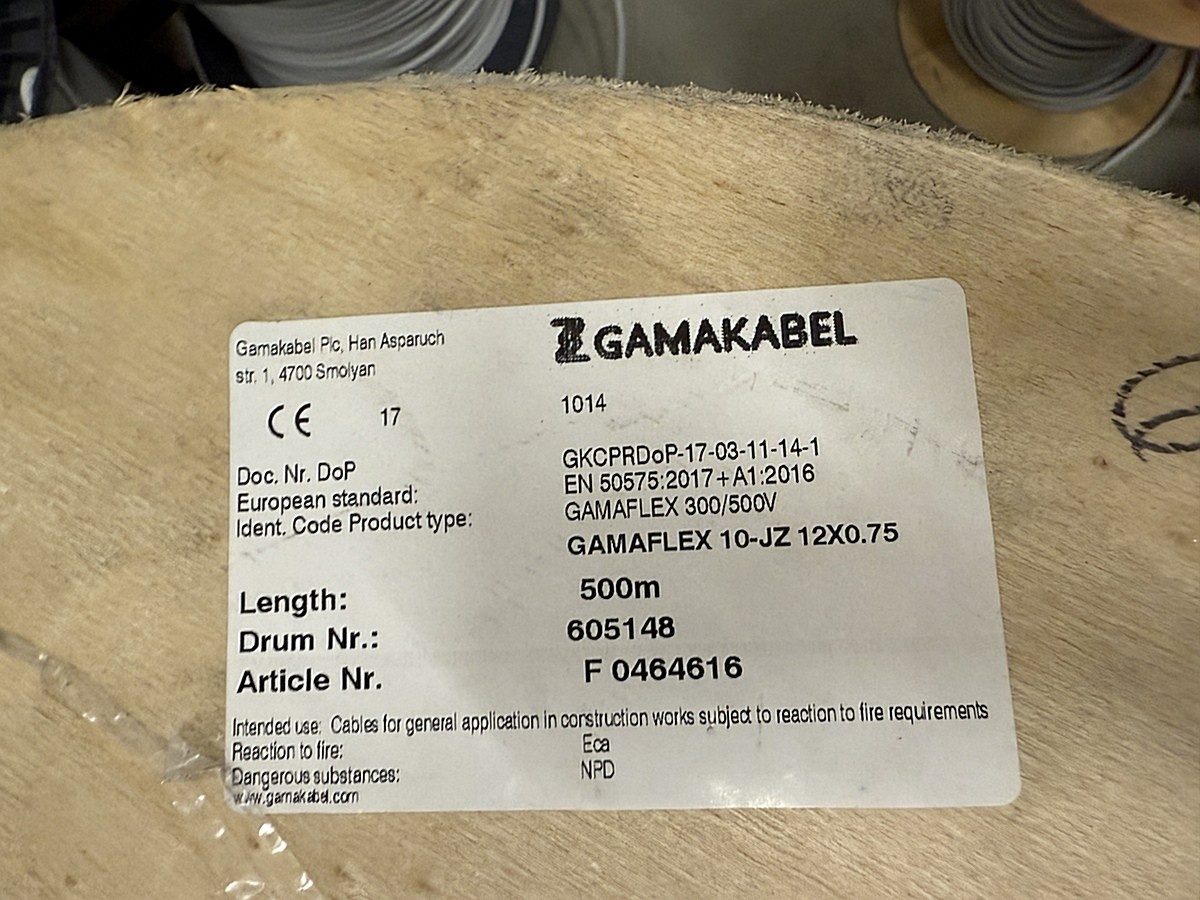 Gamakabel Plc, Han Asparuch
str. 1, 4700 Smolyan
GAMAKABEL
CE 17 1014
Doc. Nr. DoP GKCPRDoP-17-03-11-14-1
European standard: EN 50575:2017+A1:2016
Ident. Code Product type: GAMAFLEX 300/500V
GAMAFLEX 10-JZ 12X0.75
Length: 500m
Drum Nr.: 605148
Article Nr. F 0464616
Intended use: Cables for general application in construction works subject to reaction to fire requirements
Reaction to fire: Eca
Dangerous substances: NPD
www.gamakabel.com